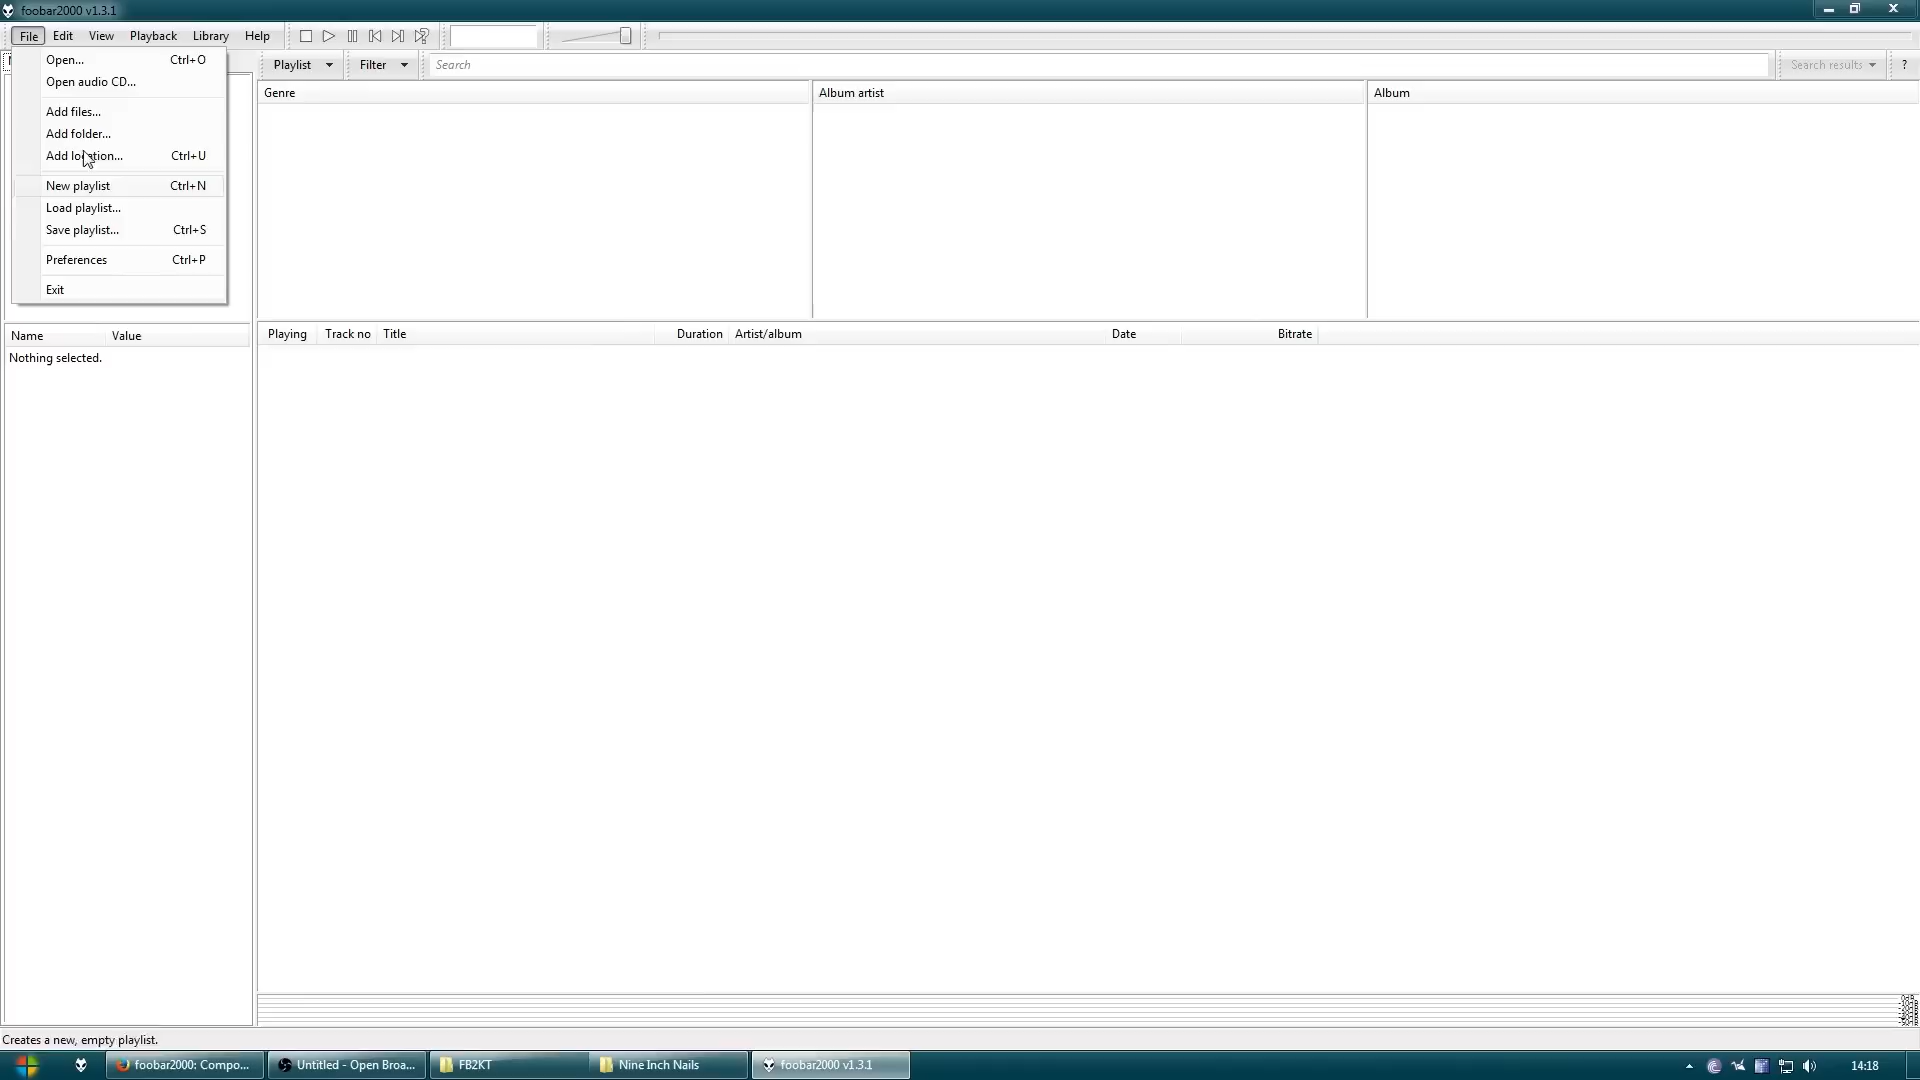 foobar2000 v1.3.1
File Edit View Playback Library Help
Open... Ctrl+O
Open audio CD...
Add files...
Add folder...
Add location... Ctrl+U
New playlist Ctrl+N
Load playlist...
Save playlist... Ctrl+S
Preferences Ctrl+P
Exit
Playlist Filter Search Search results ?
Genre Album artist Album
Name Value
Nothing selected.
Playing Track no Title Duration Artist/album Date Bitrate
Creates a new, empty playlist.
foobar2000: Compo... Untitled - Open Broa... FB2KT Nine Inch Nails foobar2000 v1.3.1 14:18